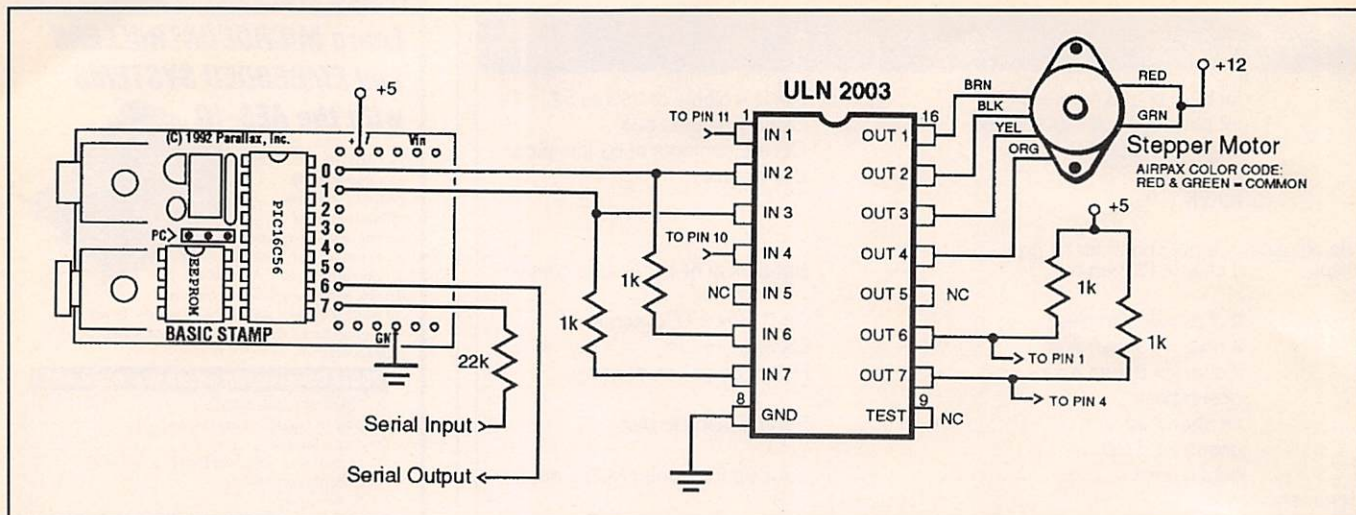 +5
(C) 1992 Parallax, Inc.
+ / Vin
0
1
2
3
4
5
6
7
PIC16C56
PC>
EEPROM
BASIC STAMP
GN
22k
Serial Input
Serial Output
1k
1k
ULN 2003
TO PIN 11
1
16
IN 1
OUT 1
IN 2
OUT 2
IN 3
OUT 3
TO PIN 10
IN 4
OUT 4
NC
IN 5
OUT 5
NC
IN 6
OUT 6
IN 7
OUT 7
8
9
GND
TEST
NC
BRN
BLK
YEL
ORG
RED
GRN
+12
Stepper Motor
AIRPAX COLOR CODE:
RED & GREEN = COMMON
+5
1k
1k
TO PIN 1
TO PIN 4